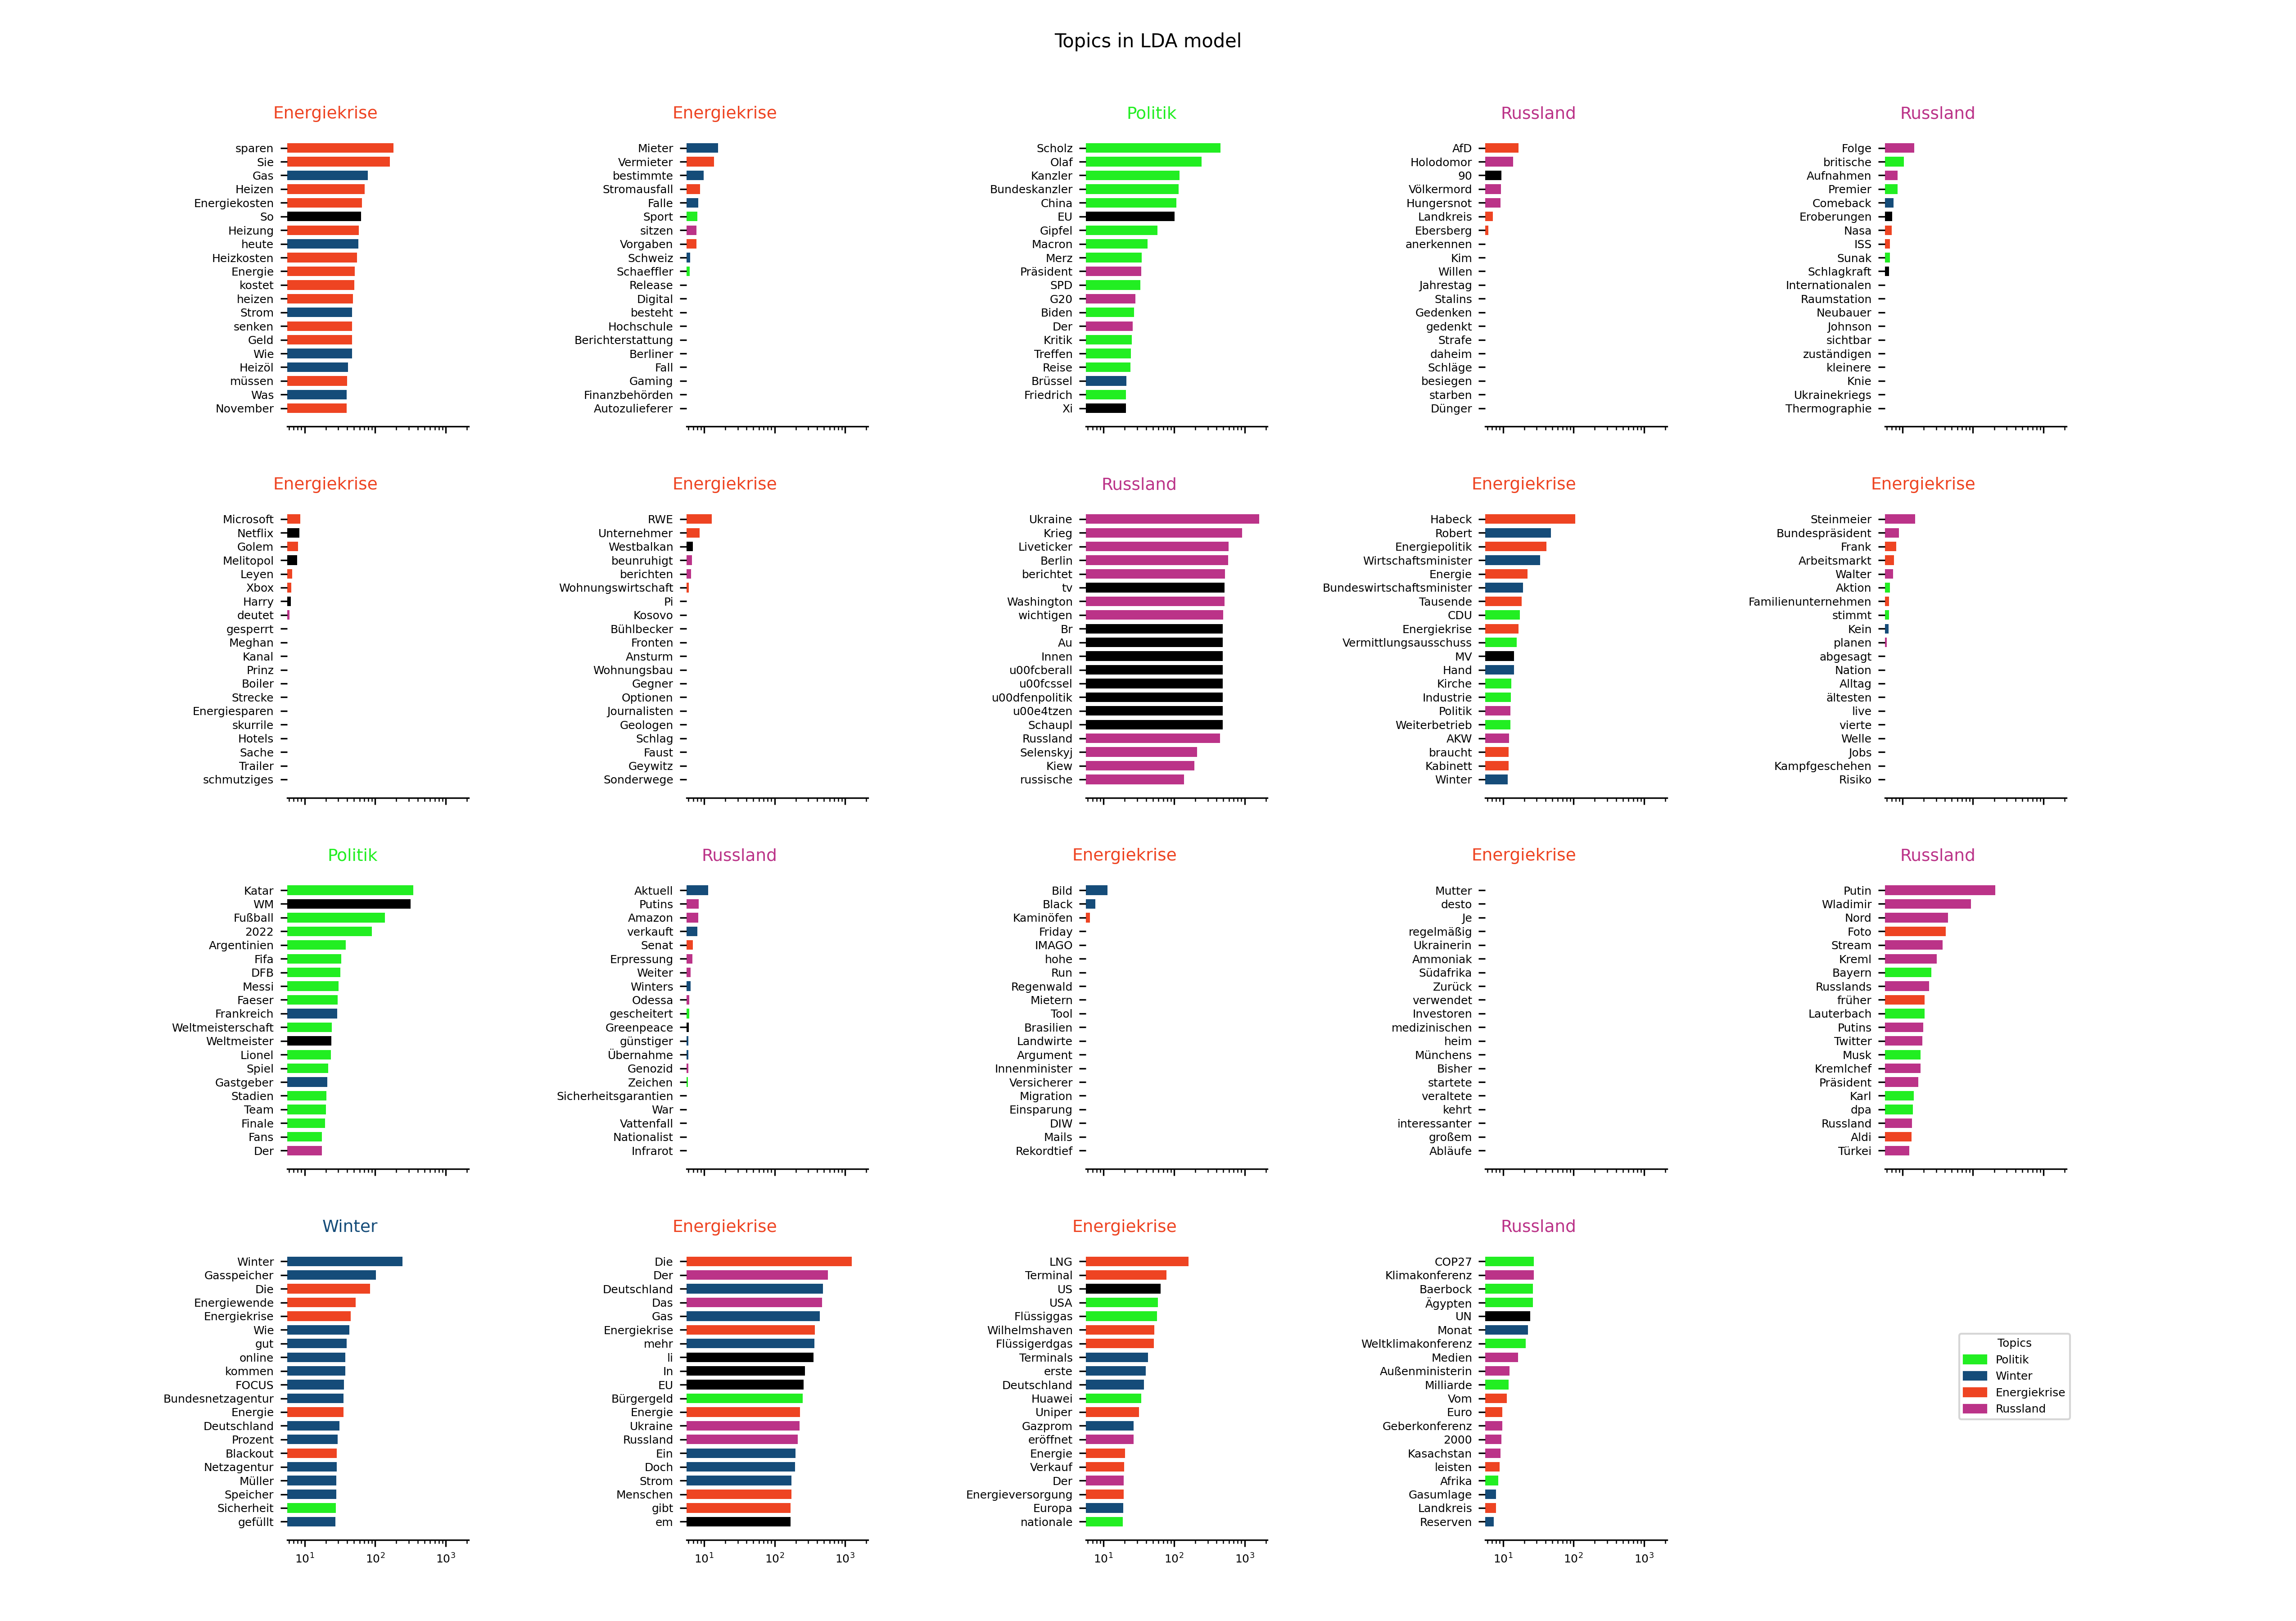 Topics in LDA model
Energiekrise
sparen
Sie
Gas
Heizen
Energiekosten
So
Heizung
heute
Heizkosten
Energie
kostet
heizen
Strom
senken
Geld
Wie
Heizöl
müssen
Was
November
Energiekrise
Mieter
Vermieter
bestimmte
Stromausfall
Falle
Sport
sitzen
Vorgaben
Schweiz
Schaeffler
Release
Digital
besteht
Hochschule
Berichterstattung
Berliner
Fall
Gaming
Finanzbehörden
Autozulieferer
Politik
Scholz
Olaf
Kanzler
Bundeskanzler
China
EU
Gipfel
Macron
Merz
Präsident
SPD
G20
Biden
Der
Kritik
Treffen
Reise
Brüssel
Friedrich
Xi
Russland
AfD
Holodomor
90
Völkermord
Hungersnot
Landkreis
Ebersberg
anerkennen
Kim
Willen
Jahrestag
Stalins
Gedenken
gedenkt
Strafe
daheim
Schläge
besiegen
starben
Dünger
Russland
Folge
britische
Aufnahmen
Premier
Comeback
Eroberungen
Nasa
ISS
Sunak
Schlagkraft
Internationalen
Raumstation
Neubauer
Johnson
sichtbar
zuständigen
kleinere
Knie
Ukrainekriegs
Thermographie
Energiekrise
Microsoft
Netflix
Golem
Melitopol
Leyen
Xbox
Harry
deutet
gesperrt
Meghan
Kanal
Prinz
Boiler
Strecke
Energiesparen
skurrile
Hotels
Sache
Trailer
schmutziges
Energiekrise
RWE
Unternehmer
Westbalkan
beunruhigt
berichten
Wohnungswirtschaft
Pi
Kosovo
Bühlbecker
Fronten
Ansturm
Wohnungsbau
Gegner
Optionen
Journalisten
Geologen
Schlag
Faust
Geywitz
Sonderwege
Russland
Ukraine
Krieg
Liveticker
Berlin
berichtet
tv
Washington
wichtigen
Br
Au
Innen
u00fcberall
u00fcssel
u00dfenpolitik
u00e4tzen
Schaupl
Russland
Selenskyj
Kiew
russische
Energiekrise
Habeck
Robert
Energiepolitik
Wirtschaftsminister
Energie
Bundeswirtschaftsminister
Tausende
CDU
Energiekrise
Vermittlungsausschuss
MV
Hand
Kirche
Industrie
Politik
Weiterbetrieb
AKW
braucht
Kabinett
Winter
Energiekrise
Steinmeier
Bundespräsident
Frank
Arbeitsmarkt
Walter
Aktion
Familienunternehmen
stimmt
Kein
planen
abgesagt
Nation
Alltag
ältesten
live
vierte
Welle
Jobs
Kampfgeschehen
Risiko
Politik
Katar
WM
Fußball
2022
Argentinien
Fifa
DFB
Messi
Faeser
Frankreich
Weltmeisterschaft
Weltmeister
Lionel
Spiel
Gastgeber
Stadien
Team
Finale
Fans
Der
Russland
Aktuell
Putins
Amazon
verkauft
Senat
Erpressung
Weiter
Winters
Odessa
gescheitert
Greenpeace
günstiger
Übernahme
Genozid
Zeichen
Sicherheitsgarantien
War
Vattenfall
Nationalist
Infrarot
Energiekrise
Bild
Black
Kaminöfen
Friday
IMAGO
hohe
Run
Regenwald
Mietern
Tool
Brasilien
Landwirte
Argument
Innenminister
Versicherer
Migration
Einsparung
DIW
Mails
Rekordtief
Energiekrise
Mutter
desto
Je
regelmäßig
Ukrainerin
Ammoniak
Südafrika
Zurück
verwendet
Investoren
medizinischen
heim
Münchens
Bisher
startete
veraltete
kehrt
interessanter
großem
Abläufe
Russland
Putin
Wladimir
Nord
Foto
Stream
Kreml
Bayern
Russlands
früher
Lauterbach
Putins
Twitter
Musk
Kremlchef
Präsident
Karl
dpa
Russland
Aldi
Türkei
Winter
Winter
Gasspeicher
Die
Energiewende
Energiekrise
Wie
gut
online
kommen
FOCUS
Bundesnetzagentur
Energie
Deutschland
Prozent
Blackout
Netzagentur
Müller
Speicher
Sicherheit
gefüllt
10¹ 10² 10³
Energiekrise
Die
Der
Deutschland
Das
Gas
Energiekrise
mehr
li
In
EU
Bürgergeld
Energie
Ukraine
Russland
Ein
Doch
Strom
Menschen
gibt
em
10¹ 10² 10³
Energiekrise
LNG
Terminal
US
USA
Flüssiggas
Wilhelmshaven
Flüssigerdgas
Terminals
erste
Deutschland
Huawei
Uniper
Gazprom
eröffnet
Energie
Verkauf
Der
Energieversorgung
Europa
nationale
10¹ 10² 10³
Russland
COP27
Klimakonferenz
Baerbock
Ägypten
UN
Monat
Weltklimakonferenz
Medien
Außenministerin
Milliarde
Vom
Euro
Geberkonferenz
2000
Kasachstan
leisten
Afrika
Gasumlage
Landkreis
Reserven
10¹ 10² 10³
Topics
Politik
Winter
Energiekrise
Russland